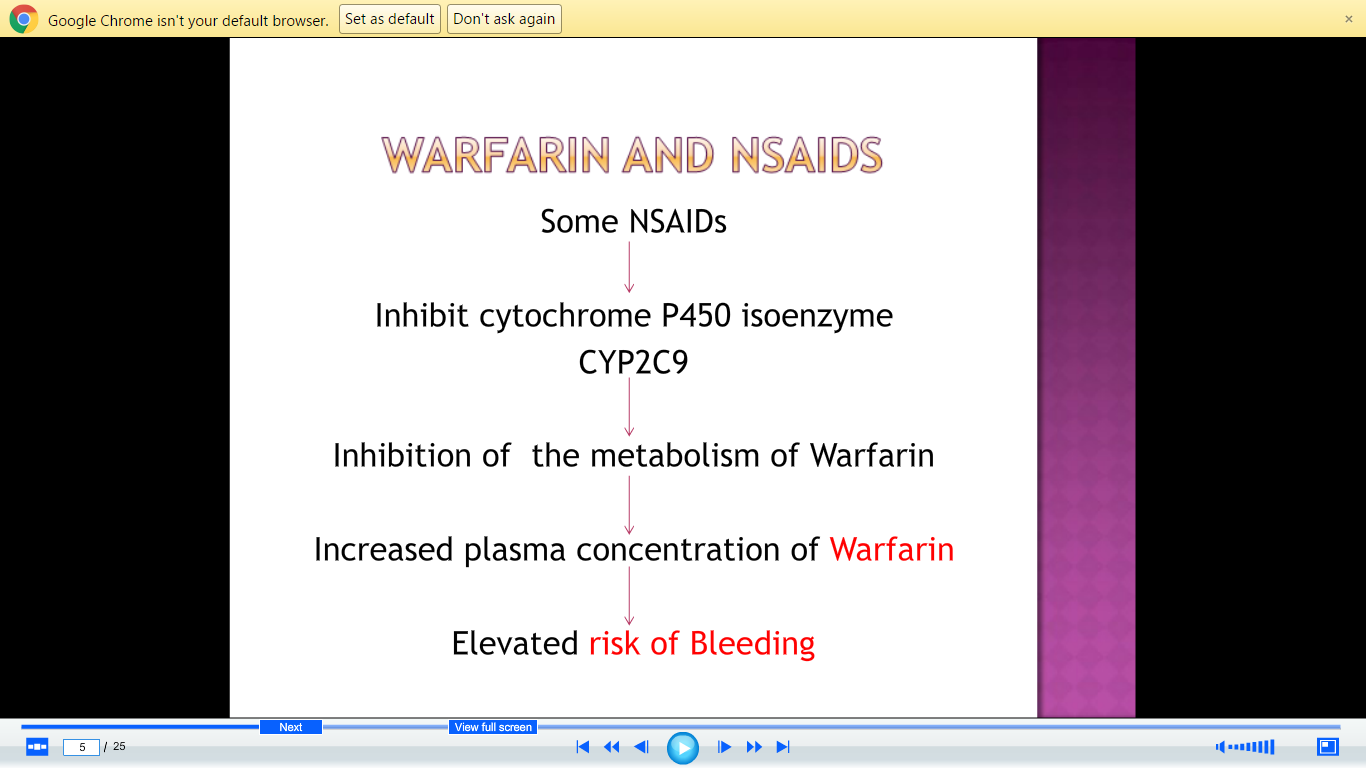 Google Chrome isn't your default browser. Set as default Don't ask again ×
WARFARIN AND NSAIDS
Some NSAIDs
Inhibit cytochrome P450 isoenzyme
CYP2C9
Inhibition of  the metabolism of Warfarin
Increased plasma concentration of Warfarin
Elevated risk of Bleeding
Next View full screen
5 / 25